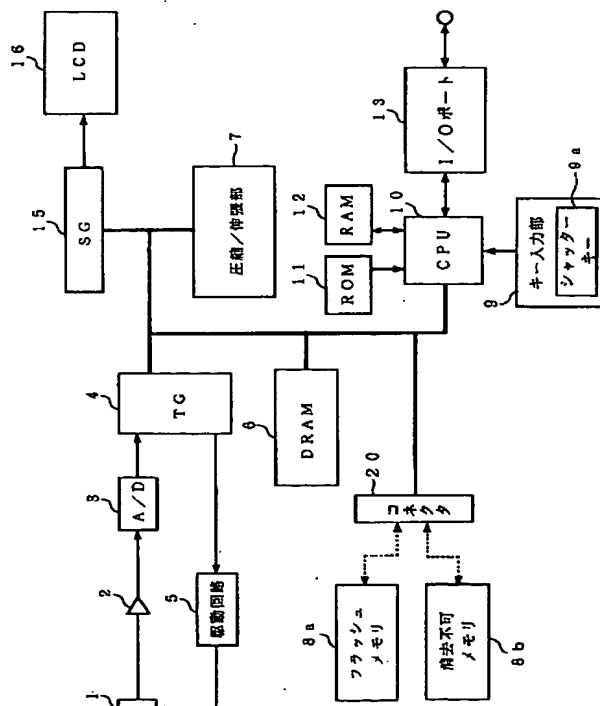 16
LCD
15
SG
7
圧縮/伸張部
13
I/Oポート
12
RAM
10
CPU
11
ROM
9a
キー入力部
シャッター
キー
9
4
TG
3
A/D
2
5
駆動回路
1
6
DRAM
20
コネクタ
8a
フラッシュ
メモリ
消去不可
メモリ
8b